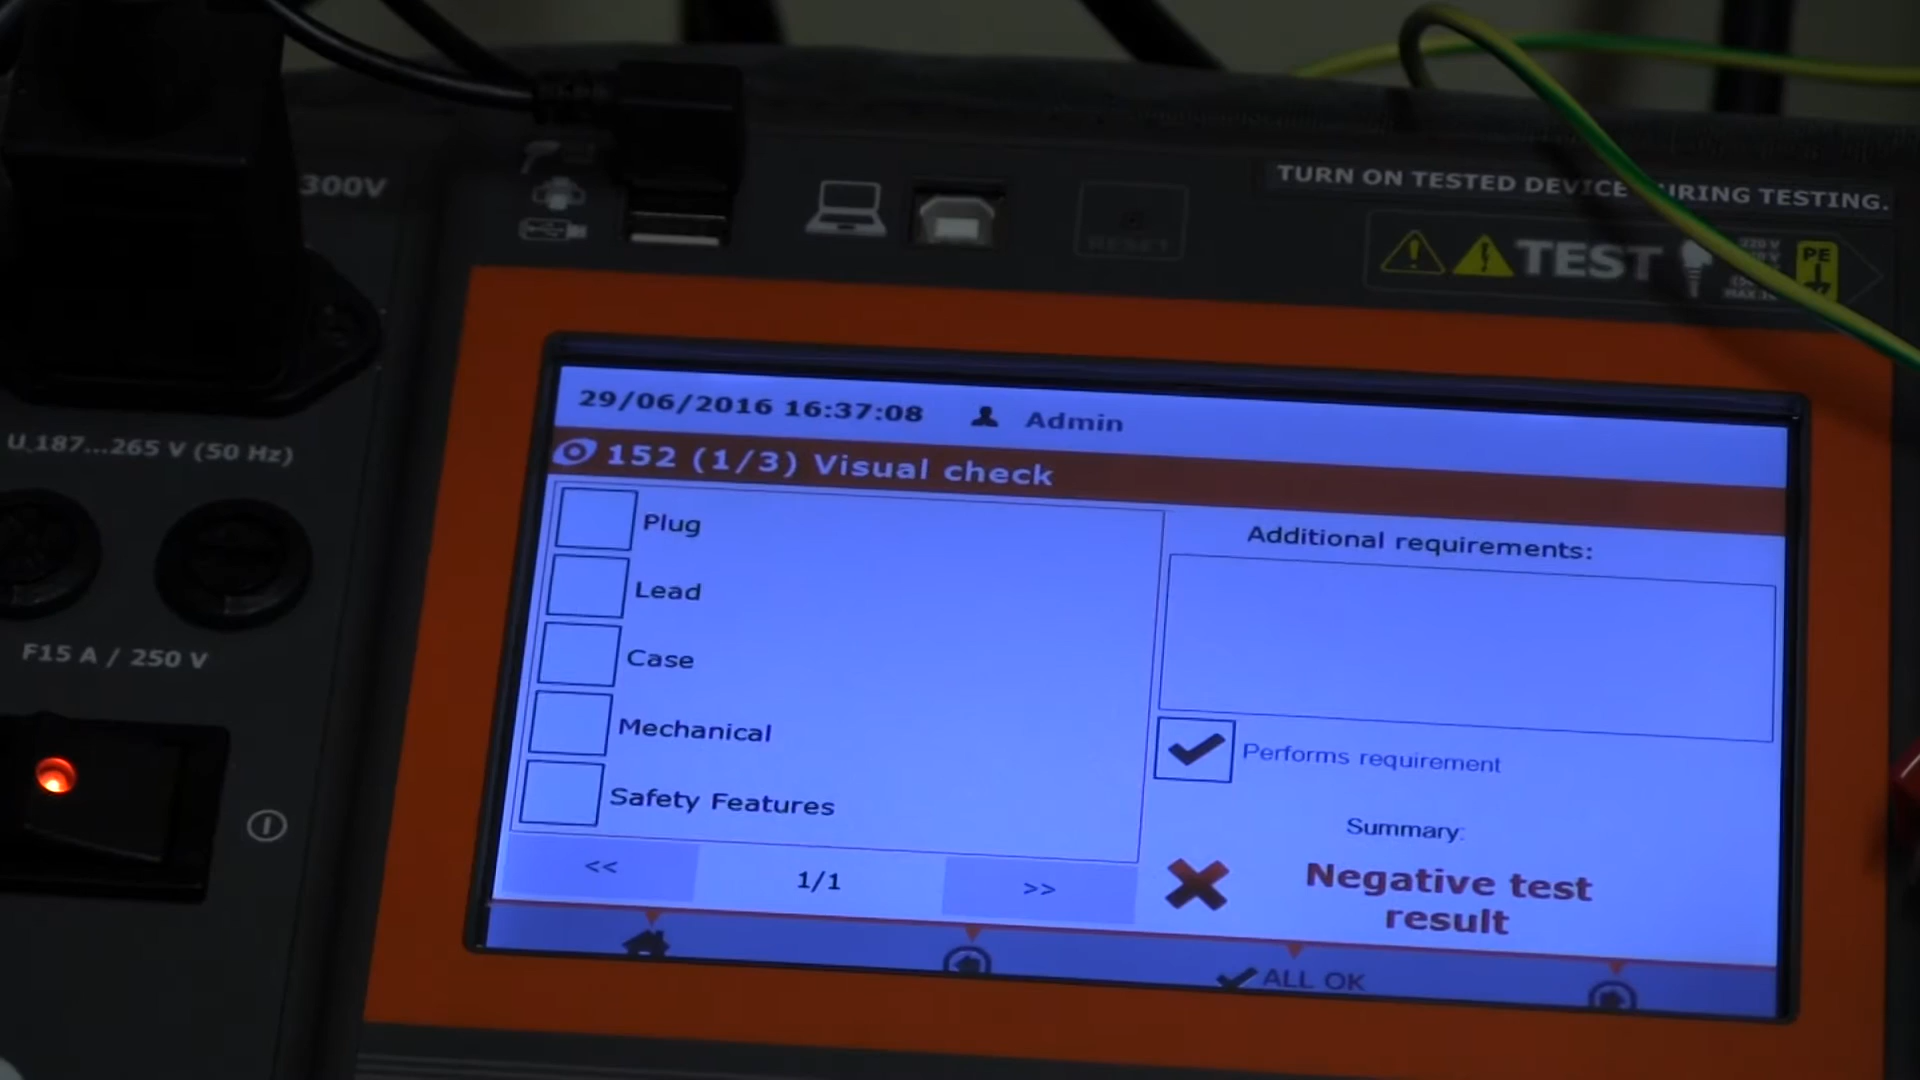 300V
RESET
TURN ON TESTED DEVICE DURING TESTING.
TEST
PE
U 187...265 V (50 Hz)
F15 A / 250 V
29/06/2016 16:37:08 Admin
152 (1/3) Visual check
Plug
Lead
Case
Mechanical
Safety Features
<< 1/1 >>
Additional requirements:
Performs requirement
Summary:
Negative test
result
ALL OK